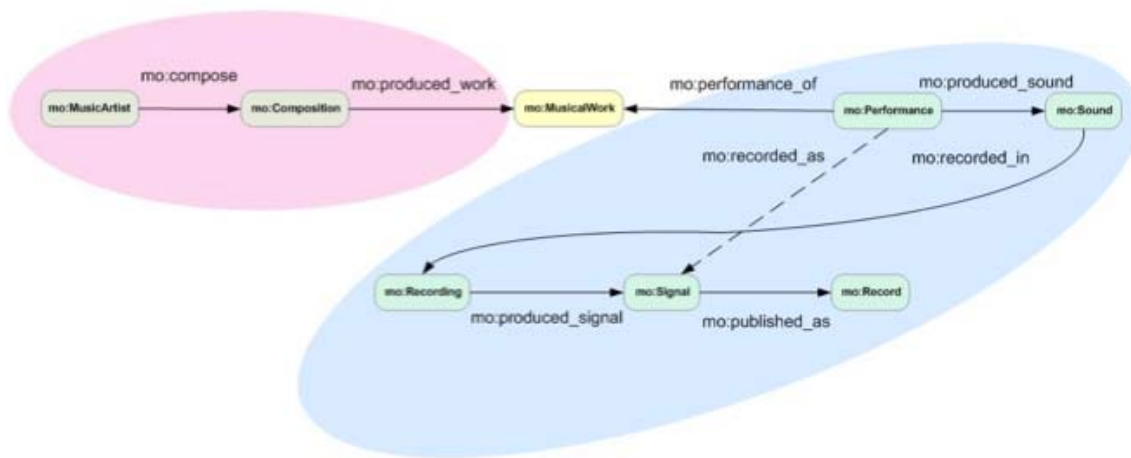 mo:compose
mo:produced_work
mo:performance_of
mo:produced_sound
mo:MusicArtist
mo:Composition
mo:MusicalWork
mo:Performance
mo:Sound
mo:recorded_as
mo:recorded_in
mo:Recording
mo:Signal
mo:Record
mo:produced_signal
mo:published_as